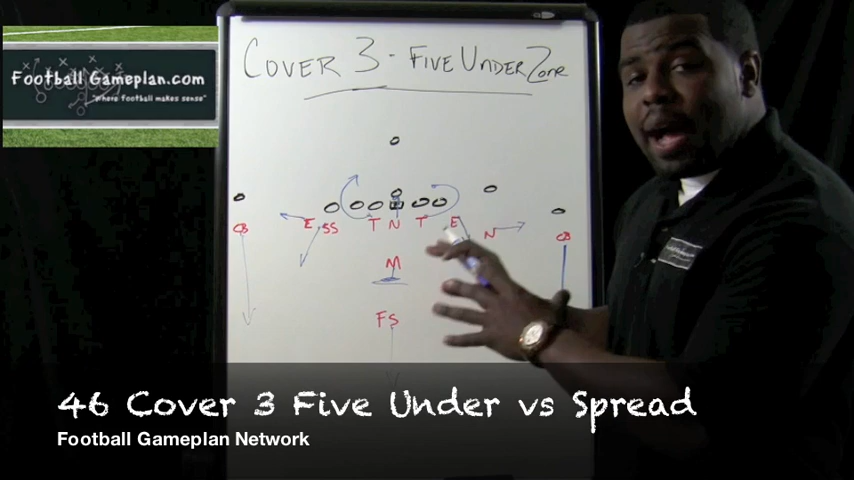 Football Gameplan.com
"where football makes sense"
COVER 3 - FIVE UNDER ZONE
CB E SS T N T E N CB
M
FS
46 Cover 3 Five Under vs Spread
Football Gameplan Network